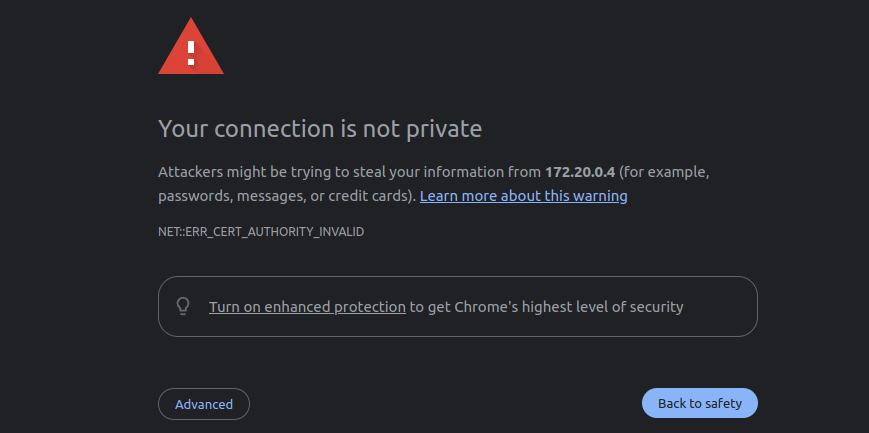 Your connection is not private
Attackers might be trying to steal your information from 172.20.0.4 (for example,
passwords, messages, or credit cards). Learn more about this warning
NET::ERR_CERT_AUTHORITY_INVALID
Turn on enhanced protection to get Chrome's highest level of security
Advanced
Back to safety